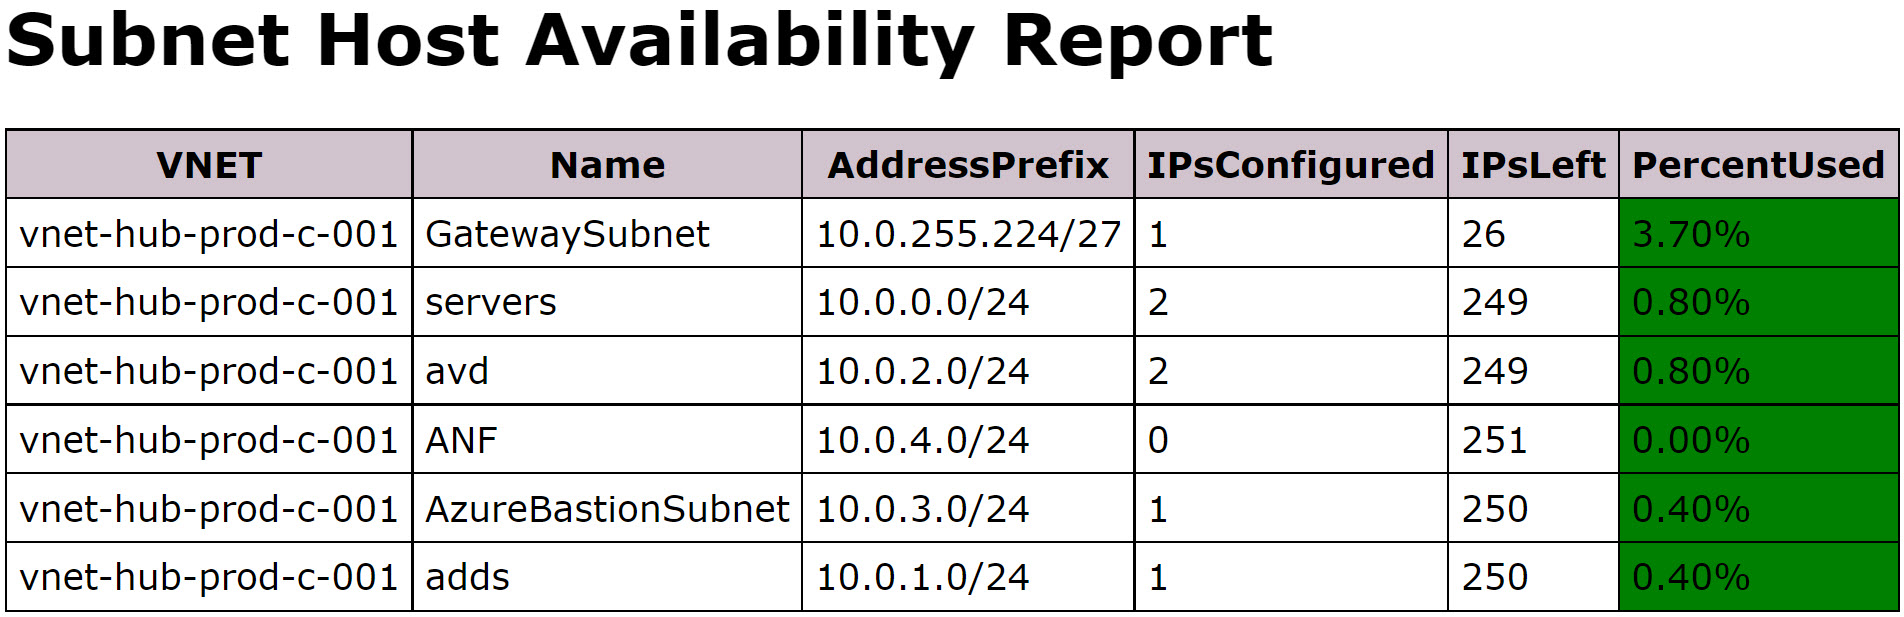 Subnet Host Availability Report
VNET Name AddressPrefix IPsConfigured IPsLeft PercentUsed
vnet-hub-prod-c-001 GatewaySubnet 10.0.255.224/27 1 26 3.70%
vnet-hub-prod-c-001 servers 10.0.0.0/24 2 249 0.80%
vnet-hub-prod-c-001 avd 10.0.2.0/24 2 249 0.80%
vnet-hub-prod-c-001 ANF 10.0.4.0/24 0 251 0.00%
vnet-hub-prod-c-001 AzureBastionSubnet 10.0.3.0/24 1 250 0.40%
vnet-hub-prod-c-001 adds 10.0.1.0/24 1 250 0.40%